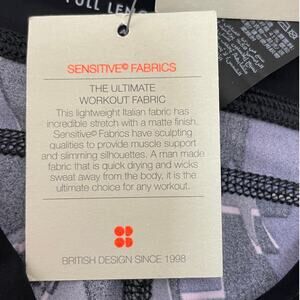 FULL LENG
SENSITIVE® FABRICS
THE ULTIMATE
WORKOUT FABRIC
This lightweight Italian fabric has
incredible stretch with a matte finish.
Sensitive® Fabrics have sculpting
qualities to provide muscle support
and slimming silhouettes. A man made
fabric that is quick drying and wicks
sweat away from the body, it is the
ultimate choice for any workout.
BRITISH DESIGN SINCE 1998